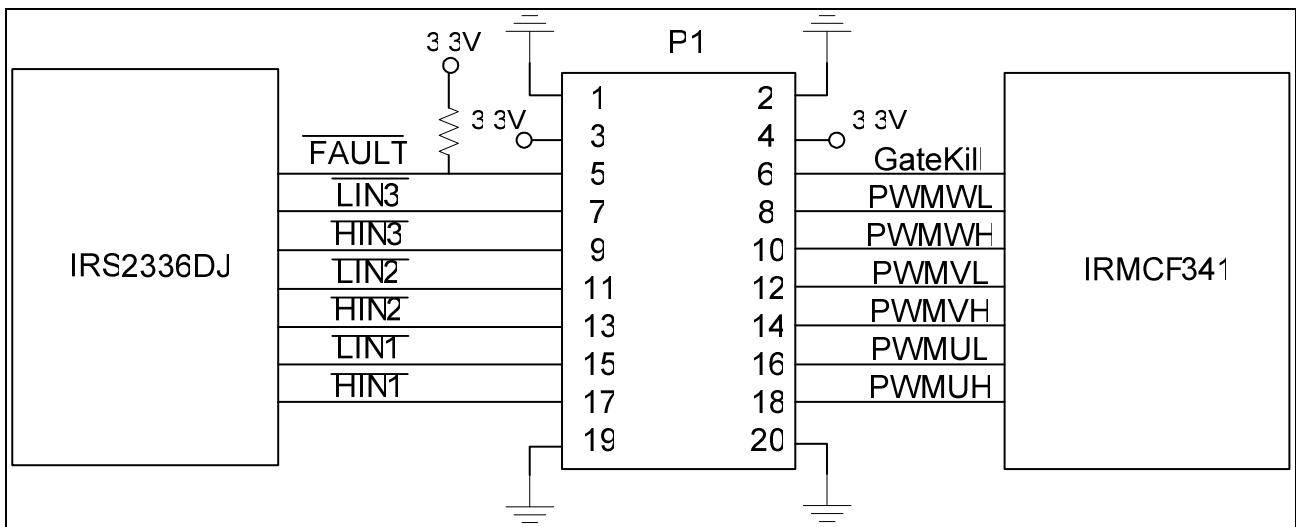 P1
3 3V
1 2
3 3V 3 4 3 3V
FAULT 5 6 GateKill
LIN3 7 8 PWMWL
HIN3 9 10 PWMWH
IRS2336DJ IRMCF341
LIN2 11 12 PWMVL
HIN2 13 14 PWMVH
LIN1 15 16 PWMUL
HIN1 17 18 PWMUH
19 20